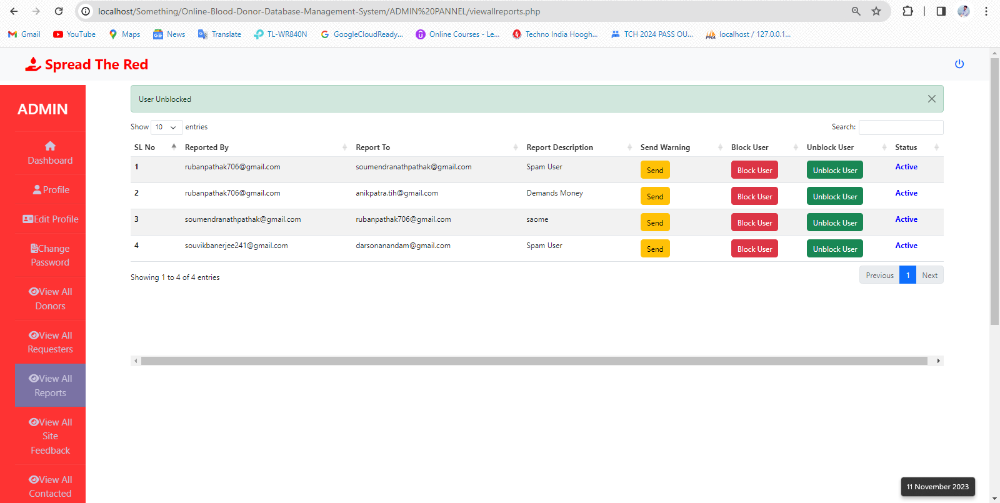 localhost/Something/Online-Blood-Donor-Database-Management-System/ADMIN%20PANNEL/viewallreports.php
Gmail YouTube Maps News Translate TL-WR840N GoogleCloudReady... Online Courses - Le... Techno India Hoogh... TCH 2024 PASS OU... localhost / 127.0.0.1...
Spread The Red
ADMIN
Dashboard
Profile
Edit Profile
Change
Password
View All
Donors
View All
Requesters
View All
Reports
View All
Site
Feedback
View All
Contacted
User Unblocked
Show 10 entries Search:
SL No Reported By Report To Report Description Send Warning Block User Unblock User Status
1 rubanpathak706@gmail.com soumendranathpathak@gmail.com Spam User Send Block User Unblock User Active
2 rubanpathak706@gmail.com anikpatra.tih@gmail.com Demands Money Send Block User Unblock User Active
3 soumendranathpathak@gmail.com rubanpathak706@gmail.com saome Send Block User Unblock User Active
4 souvikbanerjee241@gmail.com darsonanandam@gmail.com Spam User Send Block User Unblock User Active
Showing 1 to 4 of 4 entries Previous 1 Next
11 November 2023